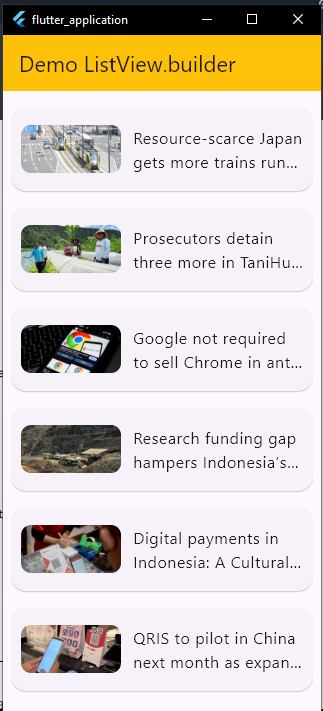 flutter_application
Demo ListView.builder
Resource-scarce Japan
gets more trains run...
Prosecutors detain
three more in TaniHu...
Google not required
to sell Chrome in ant...
Research funding gap
hampers Indonesia's...
Digital payments in
Indonesia: A Cultural...
QRIS to pilot in China
next month as expan...